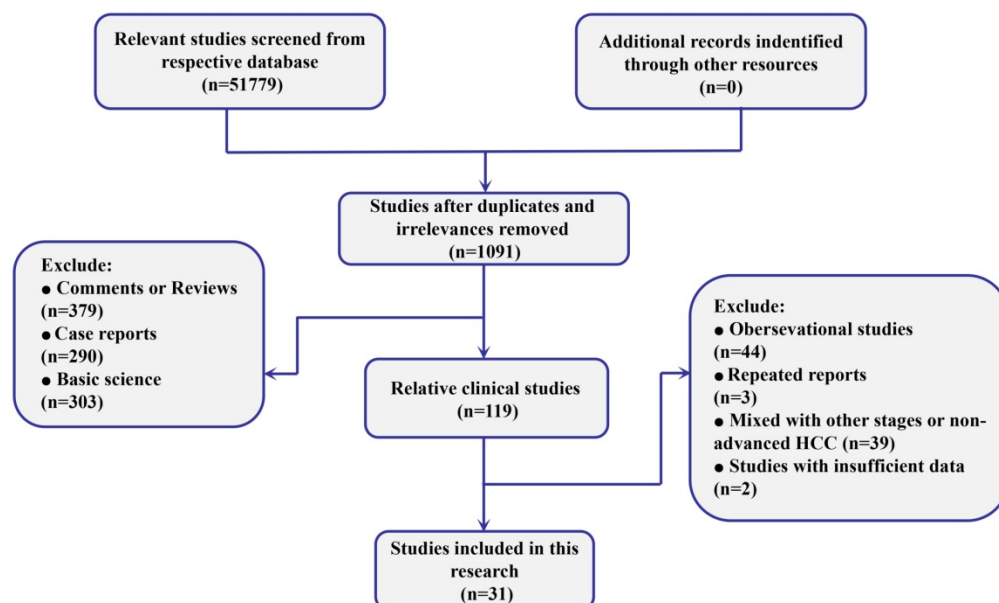 Relevant studies screened from
respective database
(n=51779)
Additional records indentified
through other resources
(n=0)
Studies after duplicates and
irrelevances removed
(n=1091)
Exclude:
● Comments or Reviews
(n=379)
● Case reports
(n=290)
● Basic science
(n=303)
Relative clinical studies
(n=119)
Exclude:
● Obersevational studies
(n=44)
● Repeated reports
(n=3)
● Mixed with other stages or non-
advanced HCC (n=39)
● Studies with insufficient data
(n=2)
Studies included in this
research
(n=31)